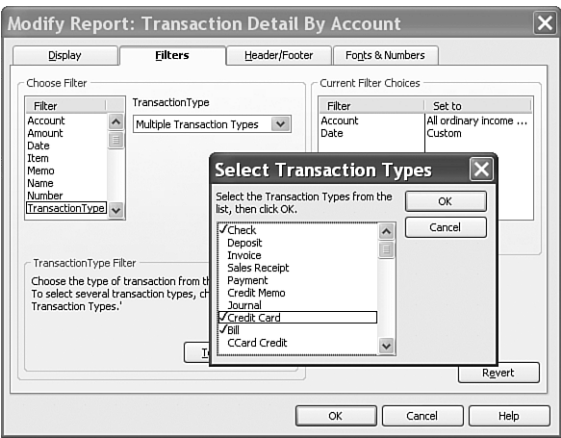 Modify Report: Transaction Detail By Account
Display
Filters
Header/Footer
Fonts & Numbers
Choose Filter
Filter
Account
Amount
Date
Item
Memo
Name
Number
TransactionType
TransactionType
Multiple Transaction Types
Current Filter Choices
Filter Set to
Account All ordinary income ...
Date Custom
Select Transaction Types
Select the Transaction Types from the
list, then click OK.
OK
Cancel
✓Check
Deposit
Invoice
Sales Receipt
Payment
Credit Memo
Journal
✓Credit Card
✓Bill
CCard Credit
TransactionType Filter
Choose the type of transaction from
To select several transaction types,
Transaction Types.'
Revert
OK
Cancel
Help